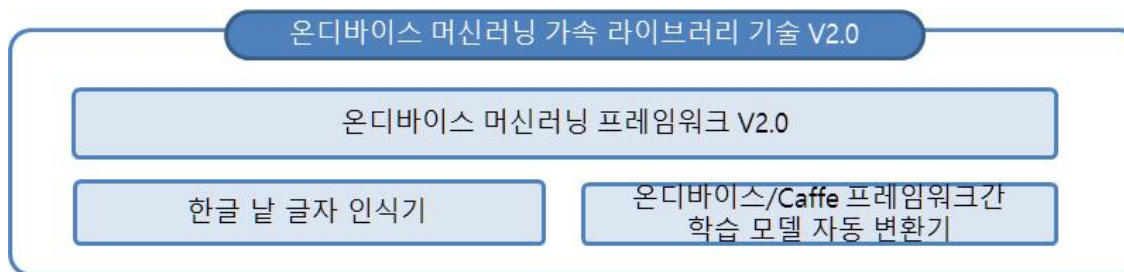 온디바이스 머신러닝 가속 라이브러리 기술 V2.0
온디바이스 머신러닝 프레임워크 V2.0
한글 낱 글자 인식기
온디바이스/Caffe 프레임워크간
학습 모델 자동 변환기